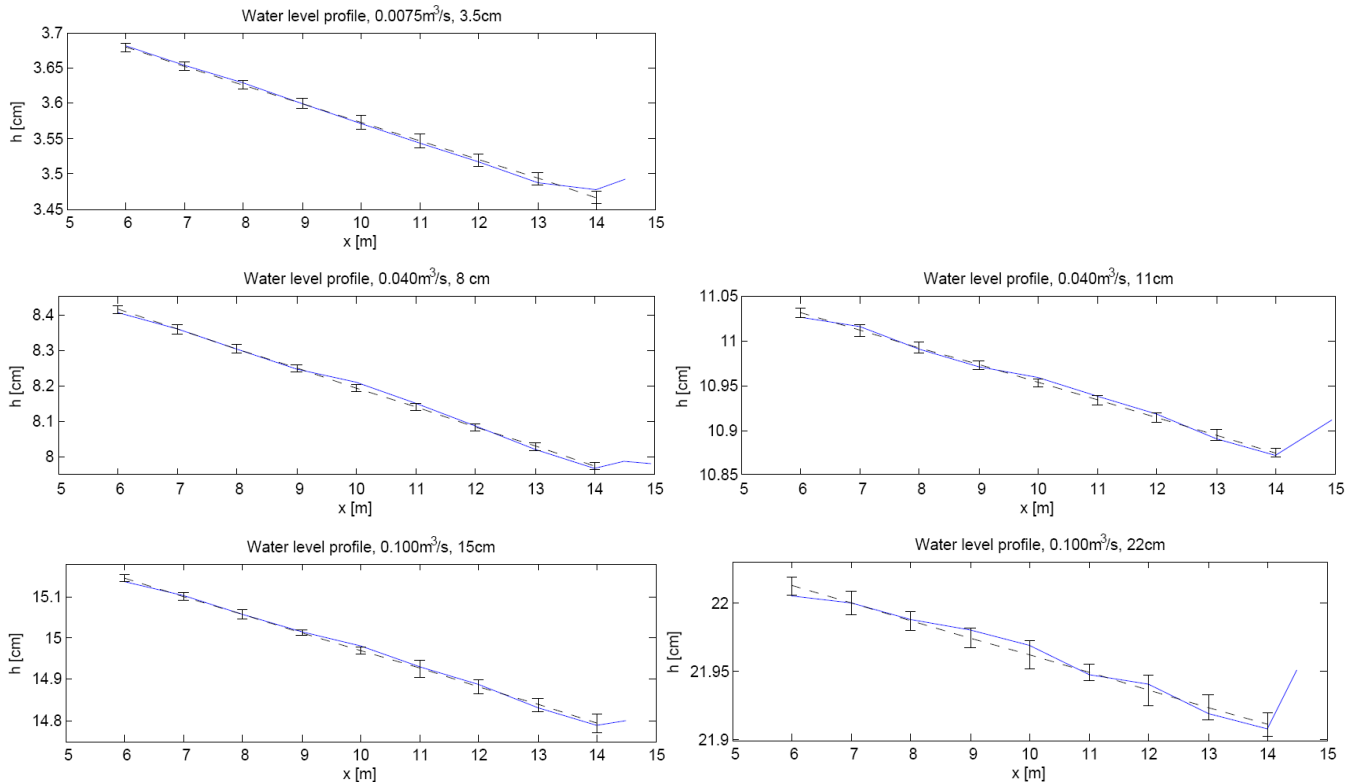 Water level profile, 0.0075m³/s, 3.5cm
3.7
3.65
3.6
3.55
3.5
3.45
h [cm]
5 6 7 8 9 10 11 12 13 14 15
x [m]
Water level profile, 0.040m³/s, 8 cm
8.4
8.3
8.2
8.1
8
h [cm]
5 6 7 8 9 10 11 12 13 14 15
x [m]
Water level profile, 0.040m³/s, 11cm
11.05
11
10.95
10.9
10.85
h [cm]
5 6 7 8 9 10 11 12 13 14 15
x [m]
Water level profile, 0.100m³/s, 15cm
15.1
15
14.9
14.8
h [cm]
5 6 7 8 9 10 11 12 13 14 15
x [m]
Water level profile, 0.100m³/s, 22cm
22
21.95
21.9
h [cm]
5 6 7 8 9 10 11 12 13 14 15
x [m]